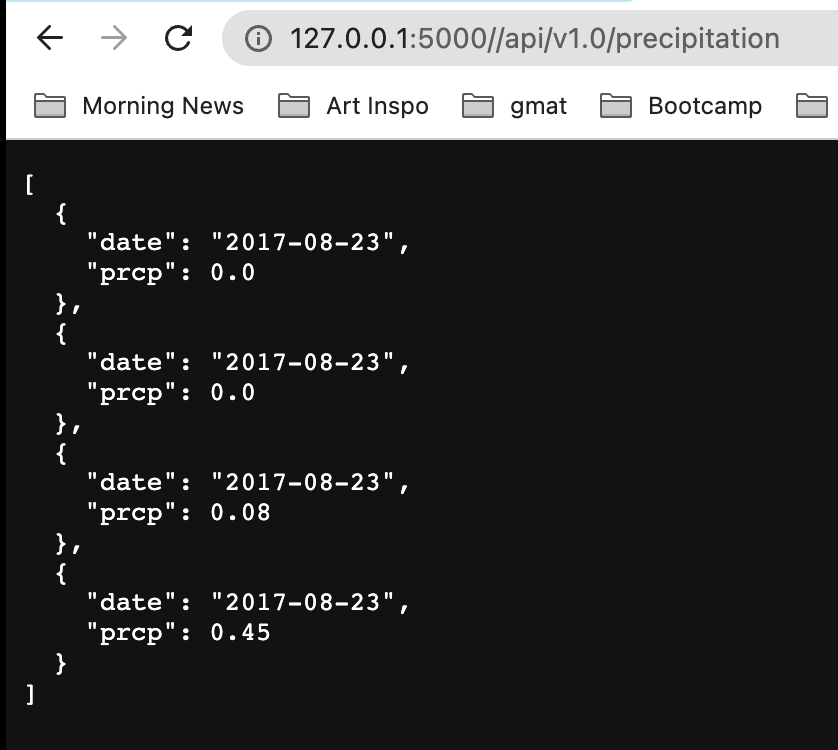 127.0.0.1:5000//api/v1.0/precipitation
Morning News Art Inspo gmat Bootcamp
[
  {
    "date": "2017-08-23",
    "prcp": 0.0
  },
  {
    "date": "2017-08-23",
    "prcp": 0.0
  },
  {
    "date": "2017-08-23",
    "prcp": 0.08
  },
  {
    "date": "2017-08-23",
    "prcp": 0.45
  }
]